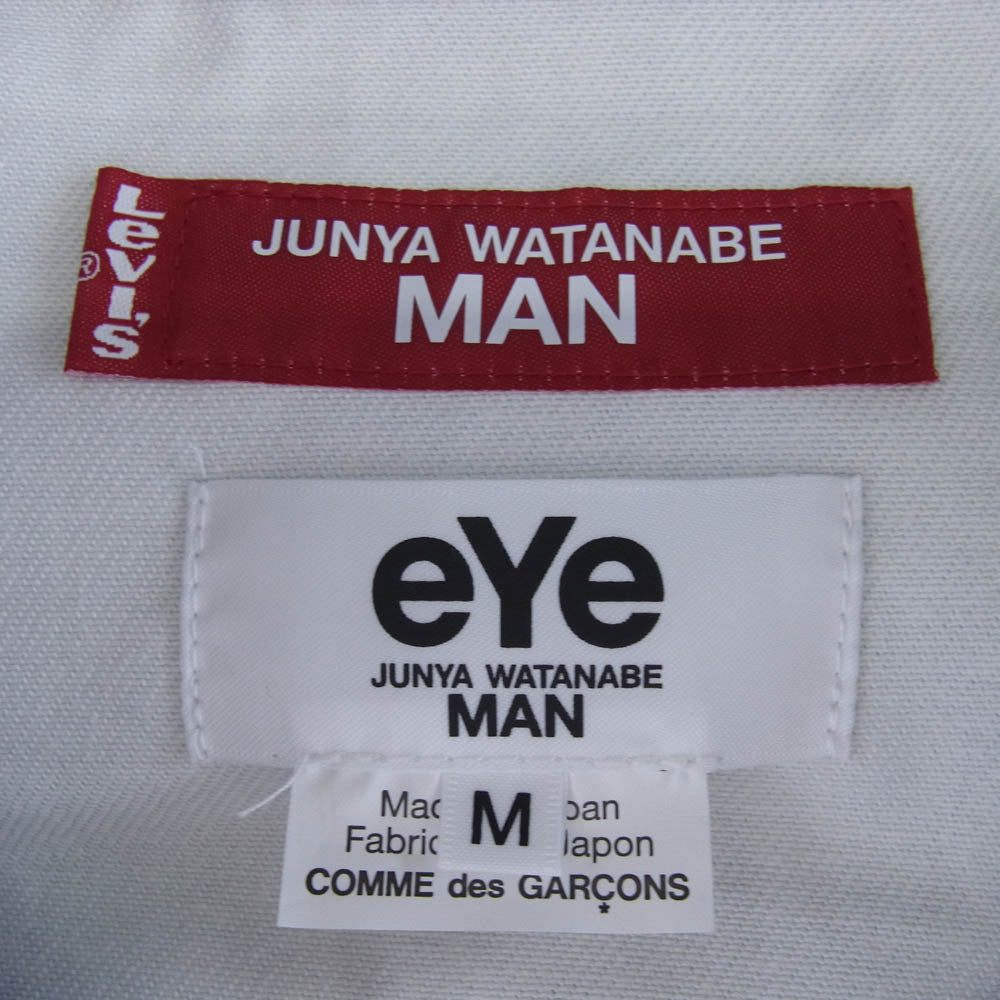 LEVI'S
®
JUNYA WATANABE
MAN
eYe
JUNYA WATANABE
MAN
M
COMME des GARÇONS
*